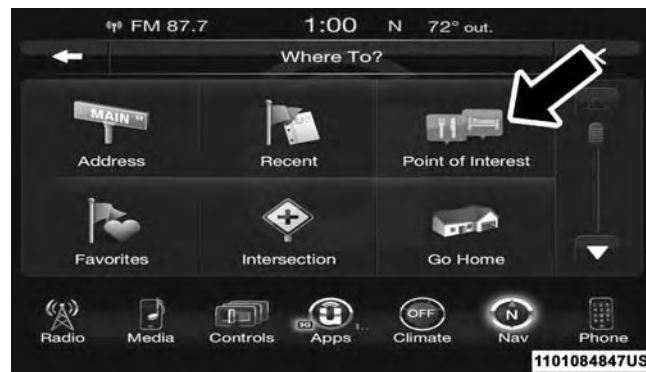 FM 87.7 1:00 N 72° out.
Where To?
MAIN
Address Recent Point of Interest
Favorites Intersection Go Home
OFF N
3G
Radio Media Controls Apps Climate Nav Phone
1101084847US